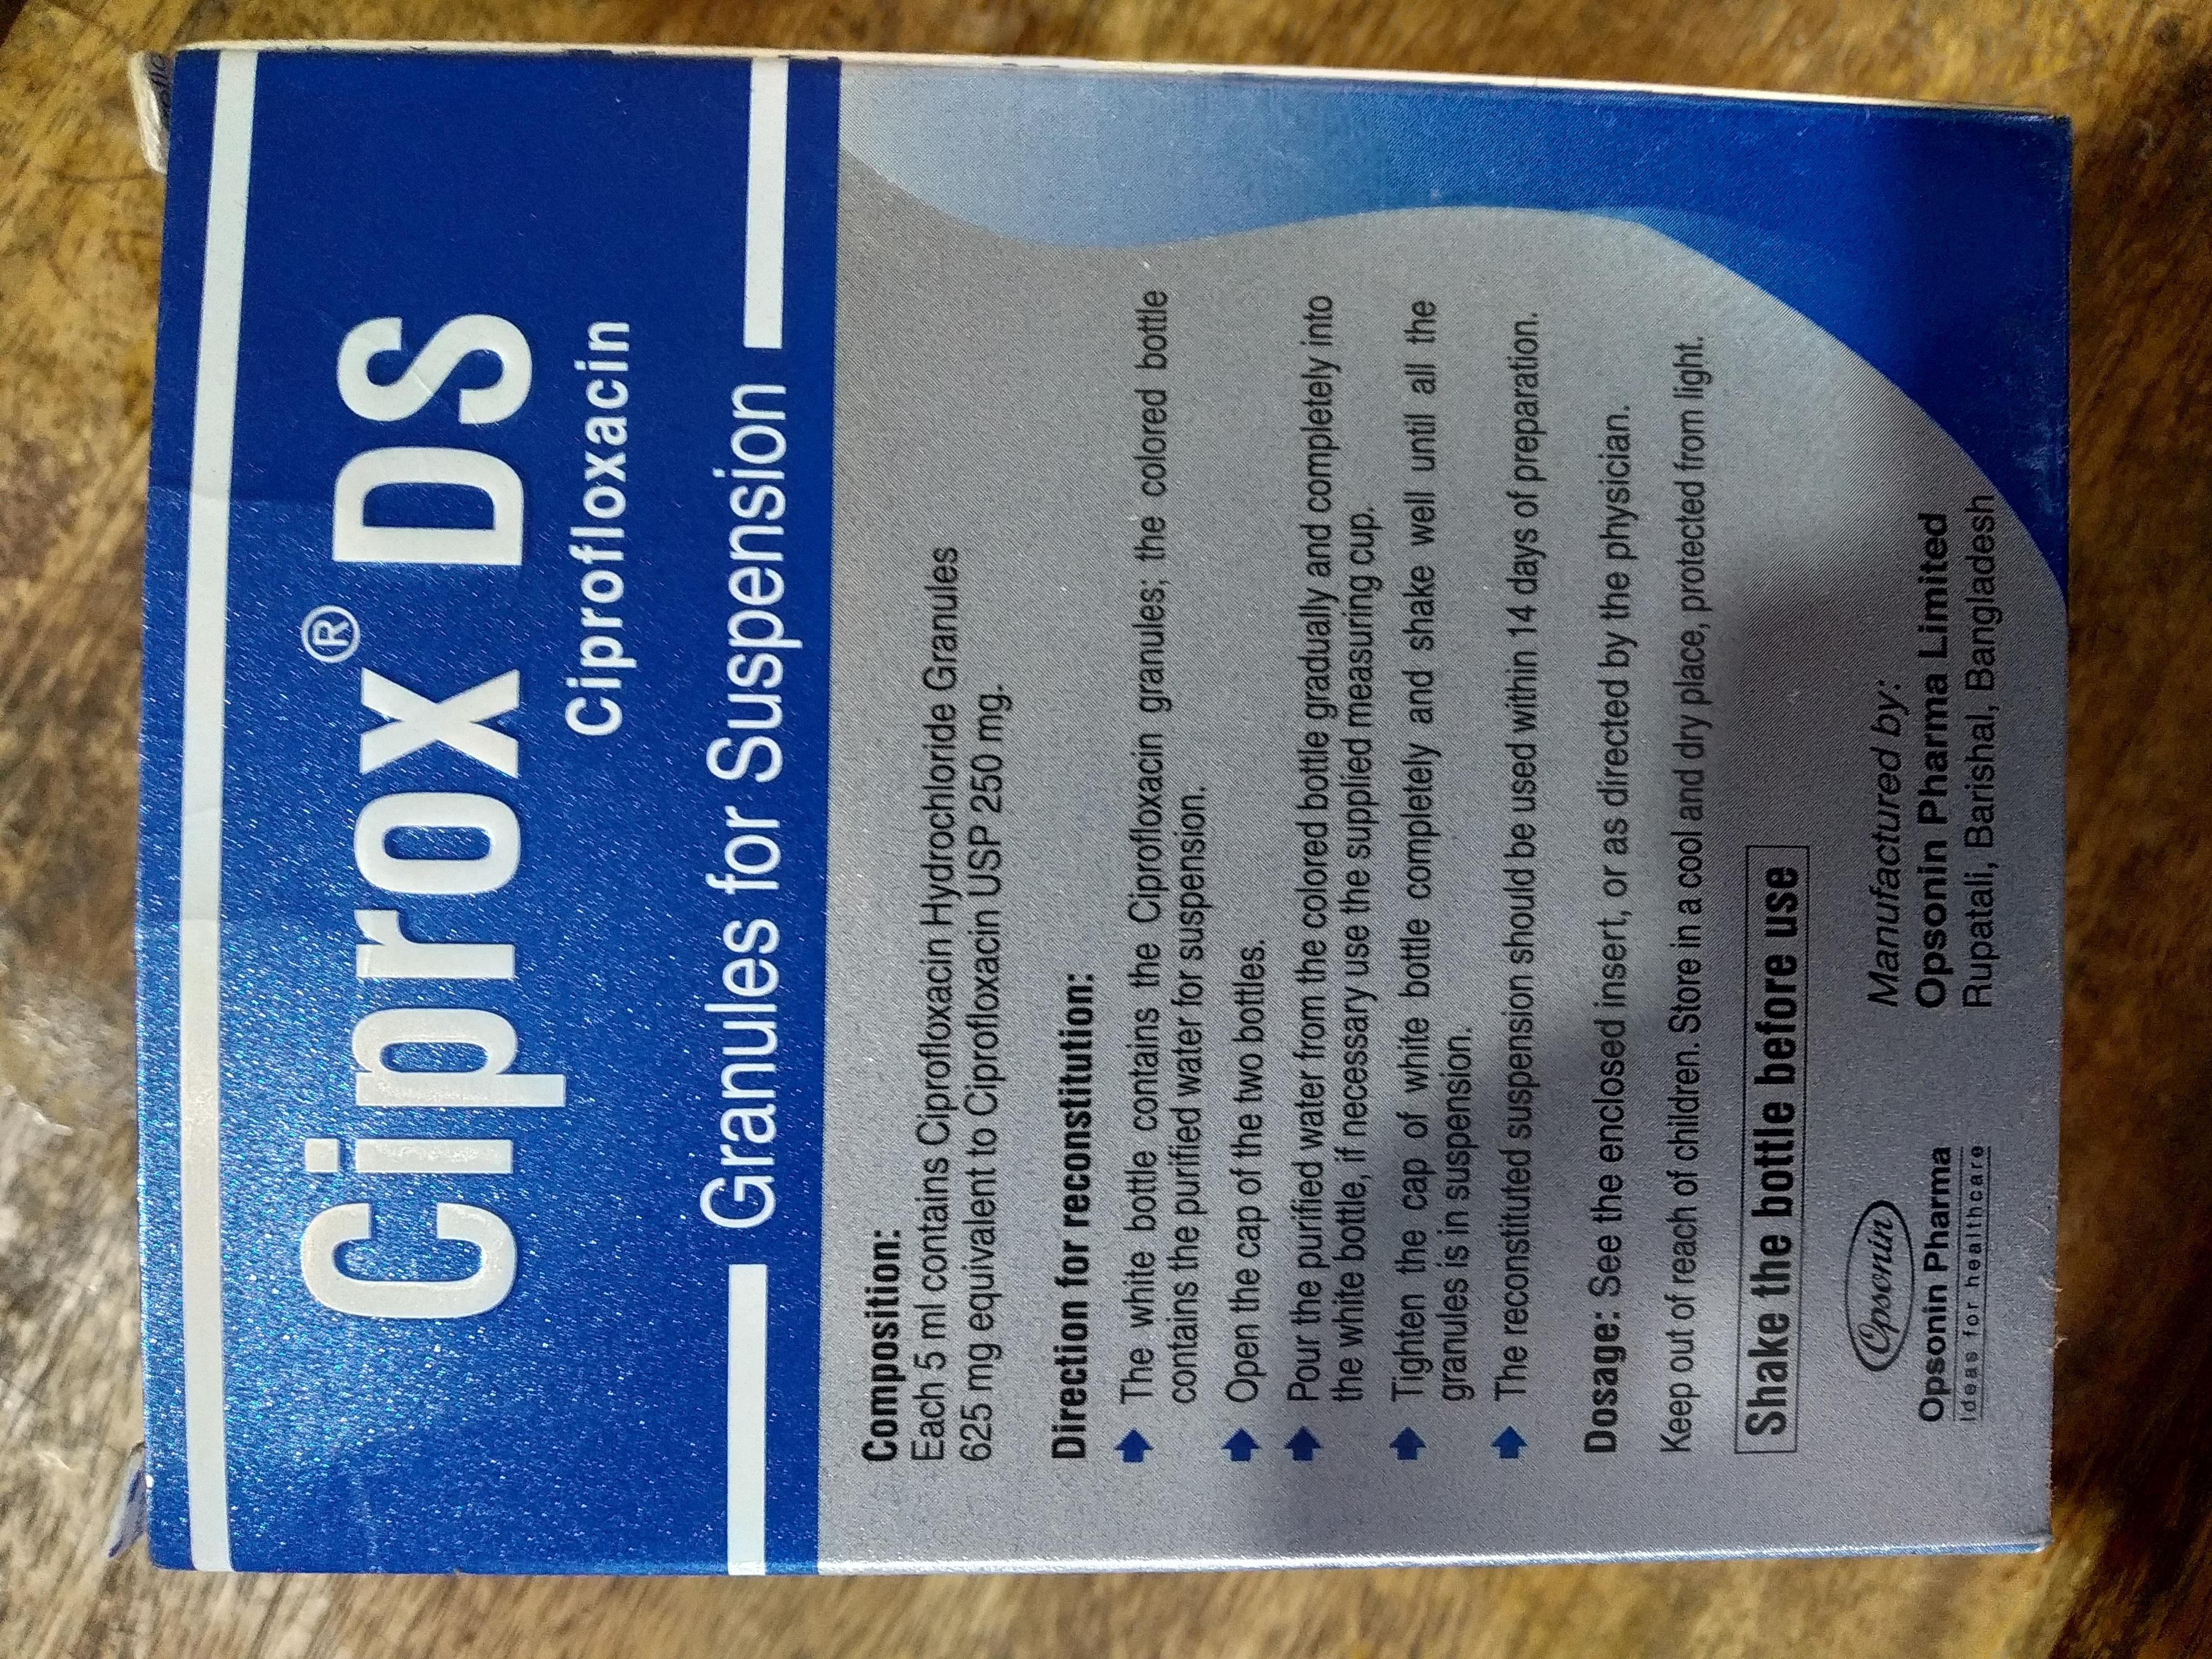 Ciprox® DS
Ciprofloxacin
Granules for Suspension
Composition:
Each 5 ml contains Ciprofloxacin Hydrochloride Granules
625 mg equivalent to Ciprofloxacin USP 250 mg.
Direction for reconstitution:
The white bottle contains the Ciprofloxacin granules; the colored bottle
contains the purified water for suspension.
Open the cap of the two bottles.
Pour the purified water from the colored bottle gradually and completely into
the white bottle, if necessary use the supplied measuring cup.
Tighten the cap of white bottle completely and shake well until all the
granules is in suspension.
The reconstituted suspension should be used within 14 days of preparation.
Dosage: See the enclosed insert, or as directed by the physician.
Keep out of reach of children. Store in a cool and dry place, protected from light.
Shake the bottle before use
Opsonin
Opsonin Pharma
Ideas for healthcare
Manufactured by:
Opsonin Pharma Limited
Rupatali, Barishal, Bangladesh